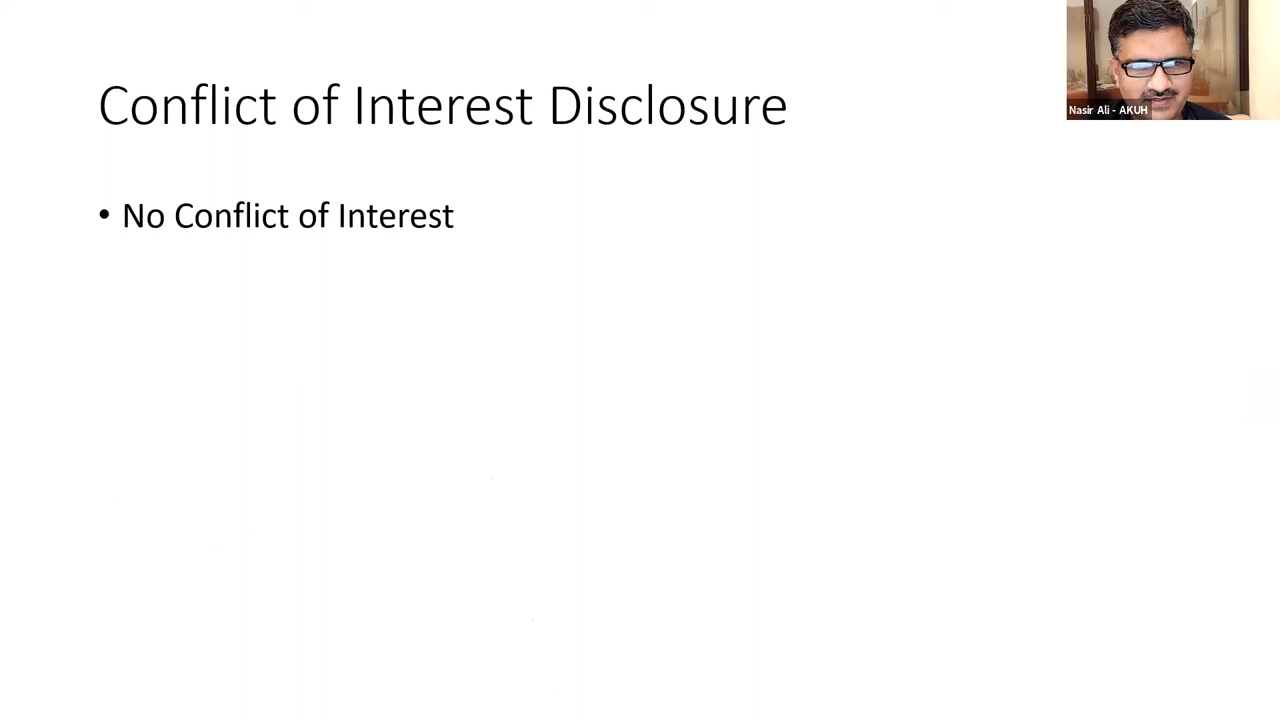 Conflict of Interest Disclosure
Nasir Ali - AKUH
• No Conflict of Interest